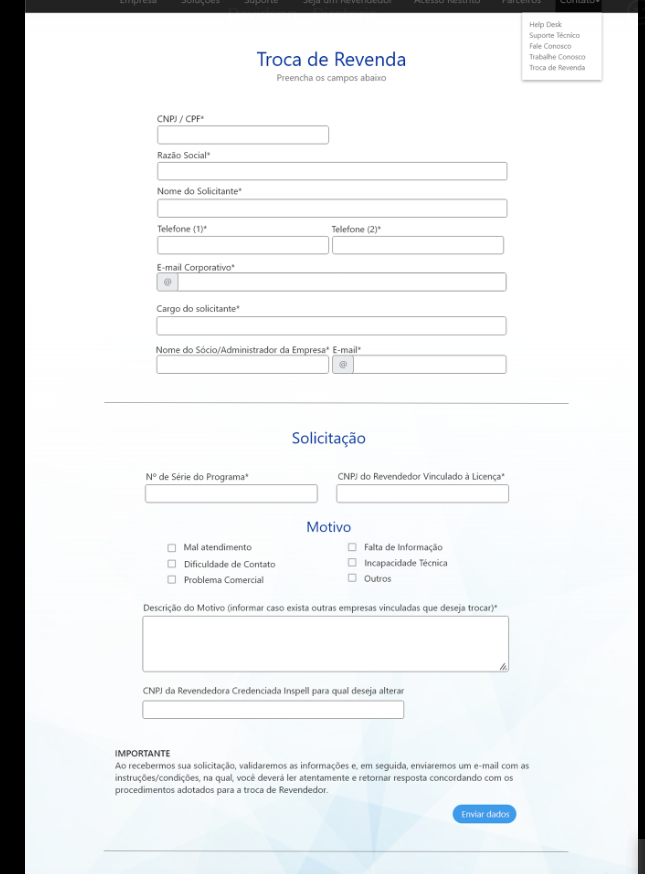 Empresa Soluções Suporte Seja um Revendedor Acesso Restrito Parceiros Contato
Help Desk
Suporte Técnico
Fale Conosco
Trabalhe Conosco
Troca de Revenda
Troca de Revenda
Preencha os campos abaixo
CNPJ / CPF*
Razão Social*
Nome do Solicitante*
Telefone (1)* Telefone (2)*
E-mail Corporativo*
@
Cargo do solicitante*
Nome do Sócio/Administrador da Empresa* E-mail*
@
Solicitação
Nº de Série do Programa* CNPJ do Revendedor Vinculado à Licença*
Motivo
Mal atendimento Falta de Informação
Dificuldade de Contato Incapacidade Técnica
Problema Comercial Outros
Descrição do Motivo (informar caso exista outras empresas vinculadas que deseja trocar)*
CNPJ da Revendedora Credenciada Inspell para qual deseja alterar
IMPORTANTE
Ao recebermos sua solicitação, validaremos as informações e, em seguida, enviaremos um e-mail com as
instruções/condições, na qual, você deverá ler atentamente e retornar resposta concordando com os
procedimentos adotados para a troca de Revendedor.
Enviar dados